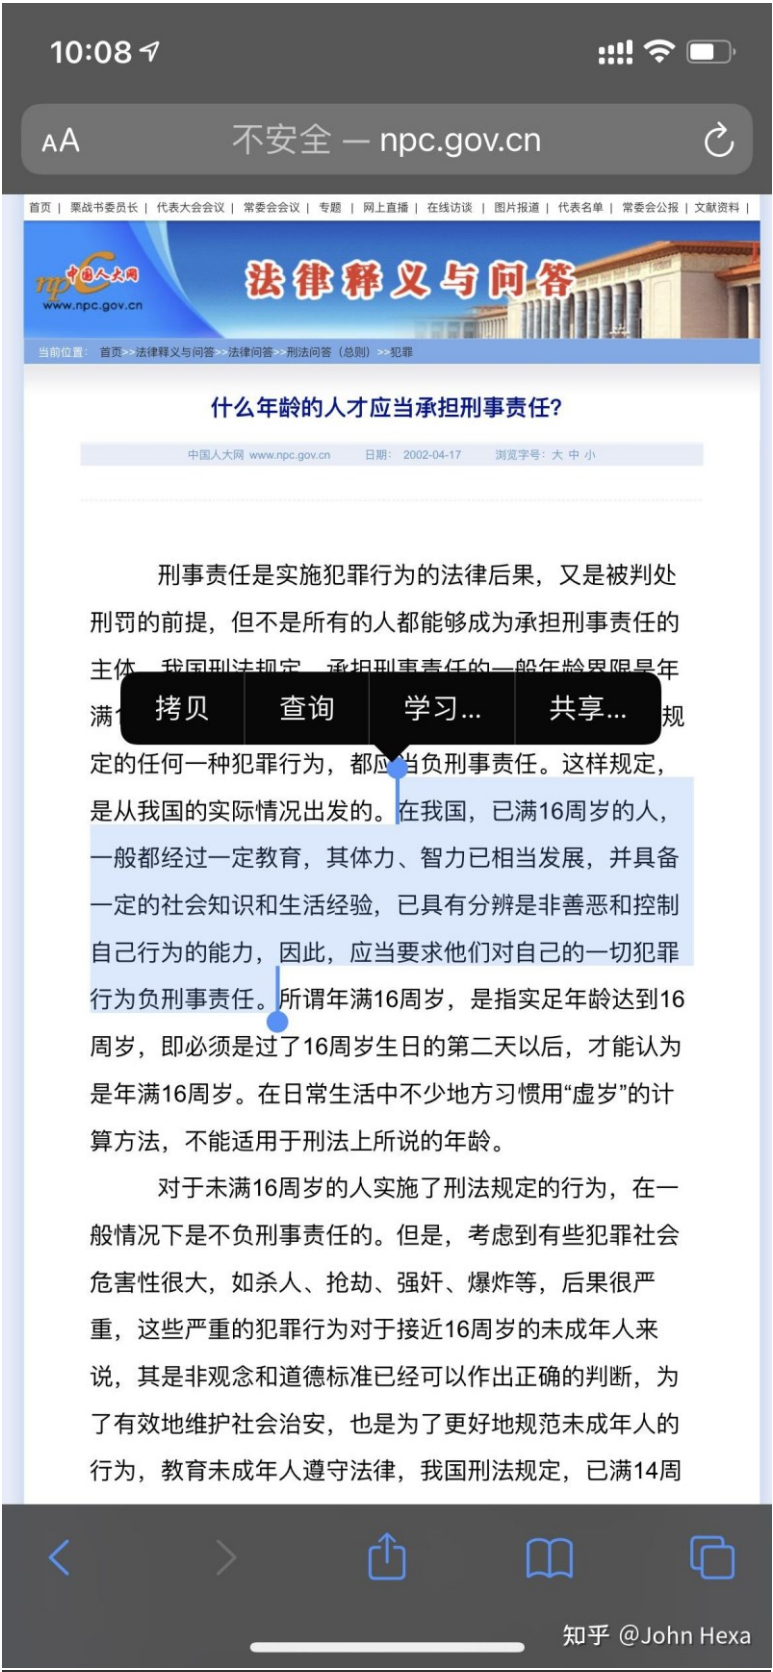 10:08
AA 不安全 — npc.gov.cn
首页 | 栗战书委员长 | 代表大会会议 | 常委会会议 | 专题 | 网上直播 | 在线访谈 | 图片报道 | 代表名单 | 常委会公报 | 文献资料 |
npc 中国人大网
www.npc.gov.cn
法律释义与问答
当前位置: 首页>>法律释义与问答>>法律问答>>刑法问答（总则）>>犯罪
什么年龄的人才应当承担刑事责任?
中国人大网 www.npc.gov.cn 日期: 2002-04-17 浏览字号: 大 中 小
刑事责任是实施犯罪行为的法律后果，又是被判处
刑罚的前提，但不是所有的人都能够成为承担刑事责任的
主体。我国刑法规定，承担刑事责任的一般年龄界限是年
满 规
拷贝 查询 学习... 共享...
定的任何一种犯罪行为，都应当负刑事责任。这样规定，
是从我国的实际情况出发的。在我国，已满16周岁的人，
一般都经过一定教育，其体力、智力已相当发展，并具备
一定的社会知识和生活经验，已具有分辨是非善恶和控制
自己行为的能力，因此，应当要求他们对自己的一切犯罪
行为负刑事责任。所谓年满16周岁，是指实足年龄达到16
周岁，即必须是过了16周岁生日的第二天以后，才能认为
是年满16周岁。在日常生活中不少地方习惯用“虚岁”的计
算方法，不能适用于刑法上所说的年龄。
对于未满16周岁的人实施了刑法规定的行为，在一
般情况下是不负刑事责任的。但是，考虑到有些犯罪社会
危害性很大，如杀人、抢劫、强奸、爆炸等，后果很严
重，这些严重的犯罪行为对于接近16周岁的未成年人来
说，其是非观念和道德标准已经可以作出正确的判断，为
了有效地维护社会治安，也是为了更好地规范未成年人的
行为，教育未成年人遵守法律，我国刑法规定，已满14周
知乎 @John Hexa